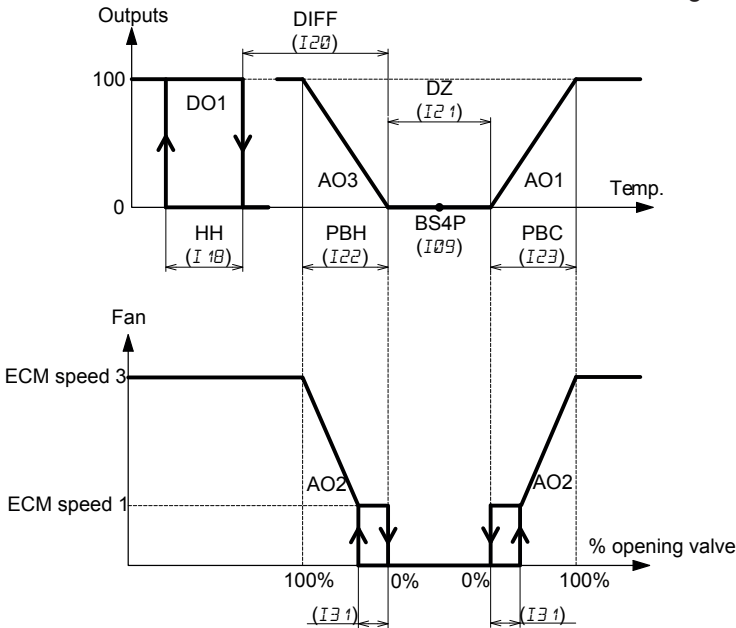 Outputs
DIFF
(I20)
100
DZ
(I21)
DO1
AO3
AO1
Temp.
0
HH
(I18)
PBH
(I22)
BS4P
(I09)
PBC
(I23)
Fan
ECM speed 3
AO2
AO2
ECM speed 1
% opening valve
100%
0%
0%
100%
(I31)
(I31)